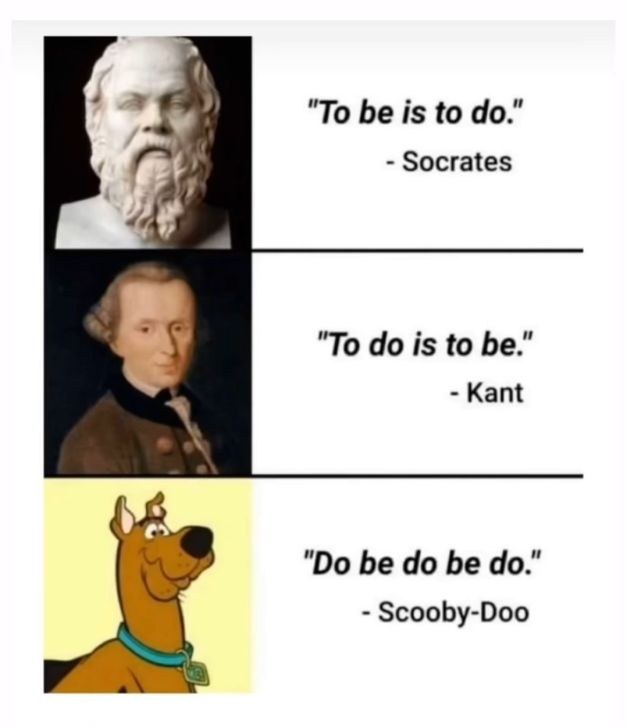 "To be is to do."
- Socrates
"To do is to be."
- Kant
"Do be do be do."
- Scooby-Doo